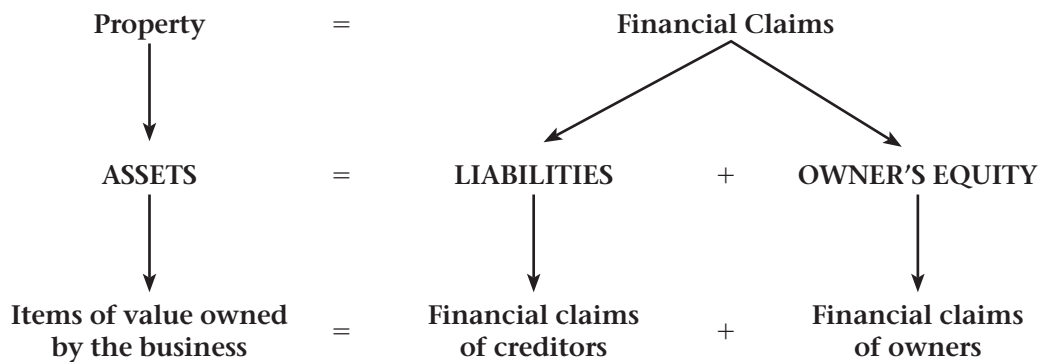 Property = Financial Claims
ASSETS = LIABILITIES + OWNER'S EQUITY
Items of value owned by the business = Financial claims of creditors + Financial claims of owners